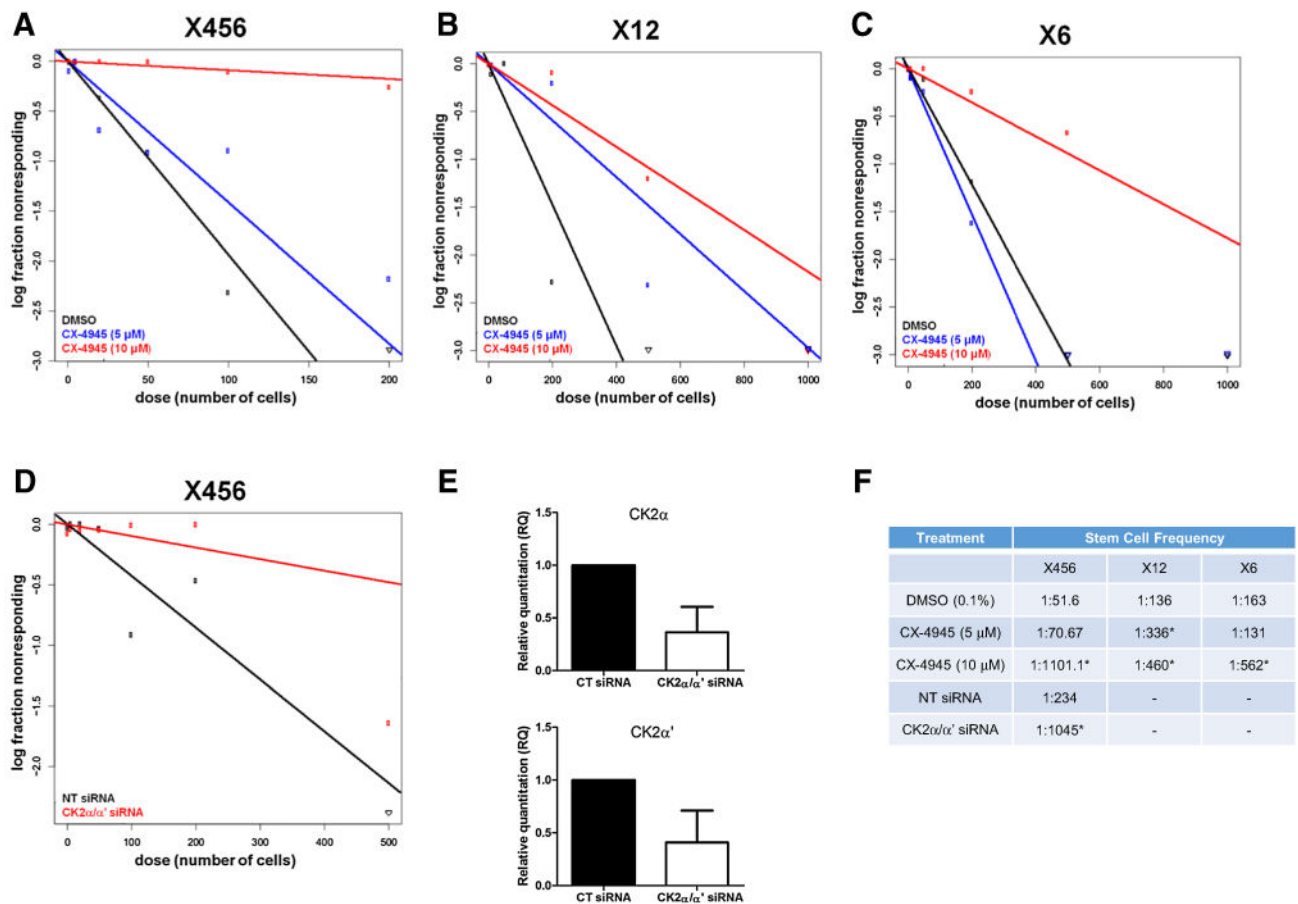 A
X456
log fraction nonresponding
0.0
-0.5
-1.0
-1.5
-2.0
-2.5
-3.0
DMSO
CX-4945 (5 µM)
CX-4945 (10 µM)
0 50 100 150 200
dose (number of cells)
B
X12
log fraction nonresponding
0.0
-0.5
-1.0
-1.5
-2.0
-2.5
-3.0
DMSO
CX-4945 (5 µM)
CX-4945 (10 µM)
0 200 400 600 800 1000
dose (number of cells)
C
X6
log fraction nonresponding
0.0
-0.5
-1.0
-1.5
-2.0
-2.5
-3.0
DMSO
CX-4945 (5 µM)
CX-4945 (10 µM)
0 200 400 600 800 1000
dose (number of cells)
D
X456
log fraction nonresponding
0.0
-0.5
-1.0
-1.5
-2.0
NT siRNA
CK2α/α' siRNA
0 100 200 300 400 500
dose (number of cells)
E
CK2α
Relative quantitation (RQ)
1.5
1.0
0.5
0.0
CT siRNA CK2α/α' siRNA
CK2α'
Relative quantitation (RQ)
1.5
1.0
0.5
0.0
CT siRNA CK2α/α' siRNA
F
Treatment Stem Cell Frequency
X456 X12 X6
DMSO (0.1%) 1:51.6 1:136 1:163
CX-4945 (5 µM) 1:70.67 1:336* 1:131
CX-4945 (10 µM) 1:1101.1* 1:460* 1:562*
NT siRNA 1:234 - -
CK2α/α' siRNA 1:1045* - -